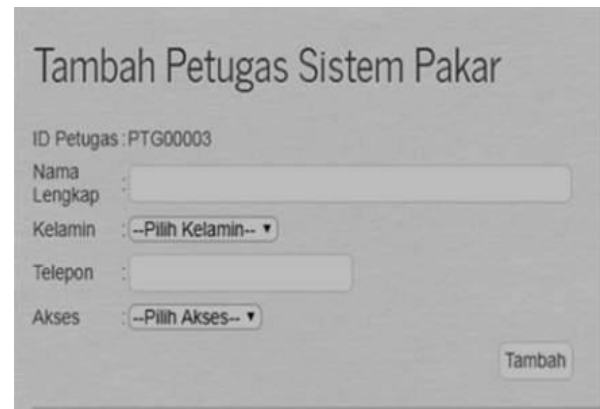 Tambah Petugas Sistem Pakar
ID Petugas :PTG00003
Nama
Lengkap :
Kelamin : --Pilih Kelamin--
Telepon :
Akses : --Pilih Akses--
Tambah